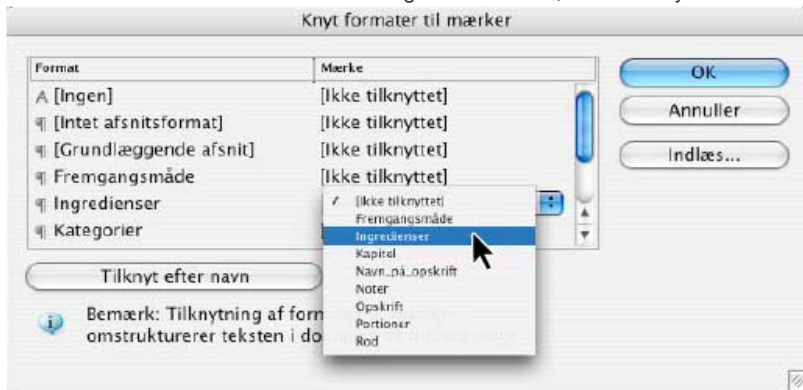 Knyt formater til mærker
Format Mærke
[Ingen] [Ikke tilknyttet]
[Intet afsnitsformat] [Ikke tilknyttet]
[Grundlæggende afsnit] [Ikke tilknyttet]
Fremgangsmåde [Ikke tilknyttet]
Ingredienser
Kategorier
[Ikke tilknyttet]
Fremgangsmåde
Ingredienser
Kapitel
Navn_på_opskrift
Noter
Opskrift
Portioner
Rod
Tilknyt efter navn
Bemærk: Tilknytning af
omstrukturerer teksten i
OK
Annuller
Indlæs...